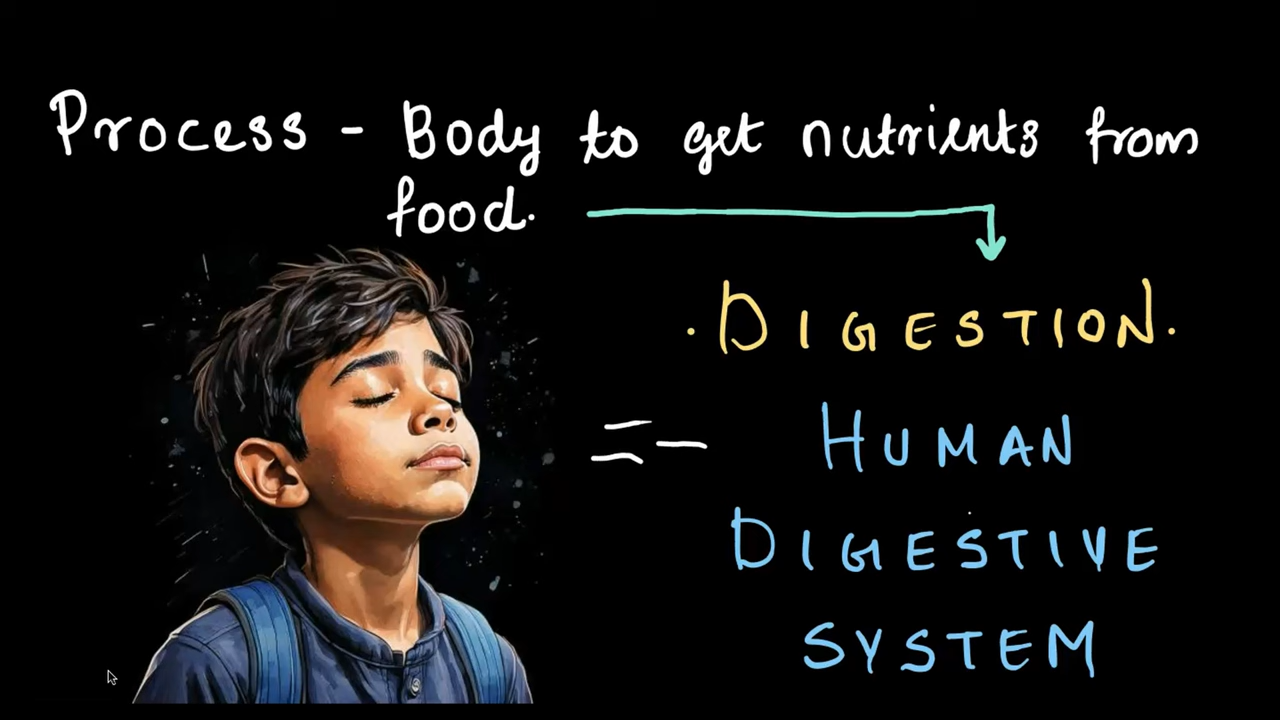 Process - Body to get nutrients from
food.
. DIGESTION.
HUMAN
DIGESTIVE
SYSTEM